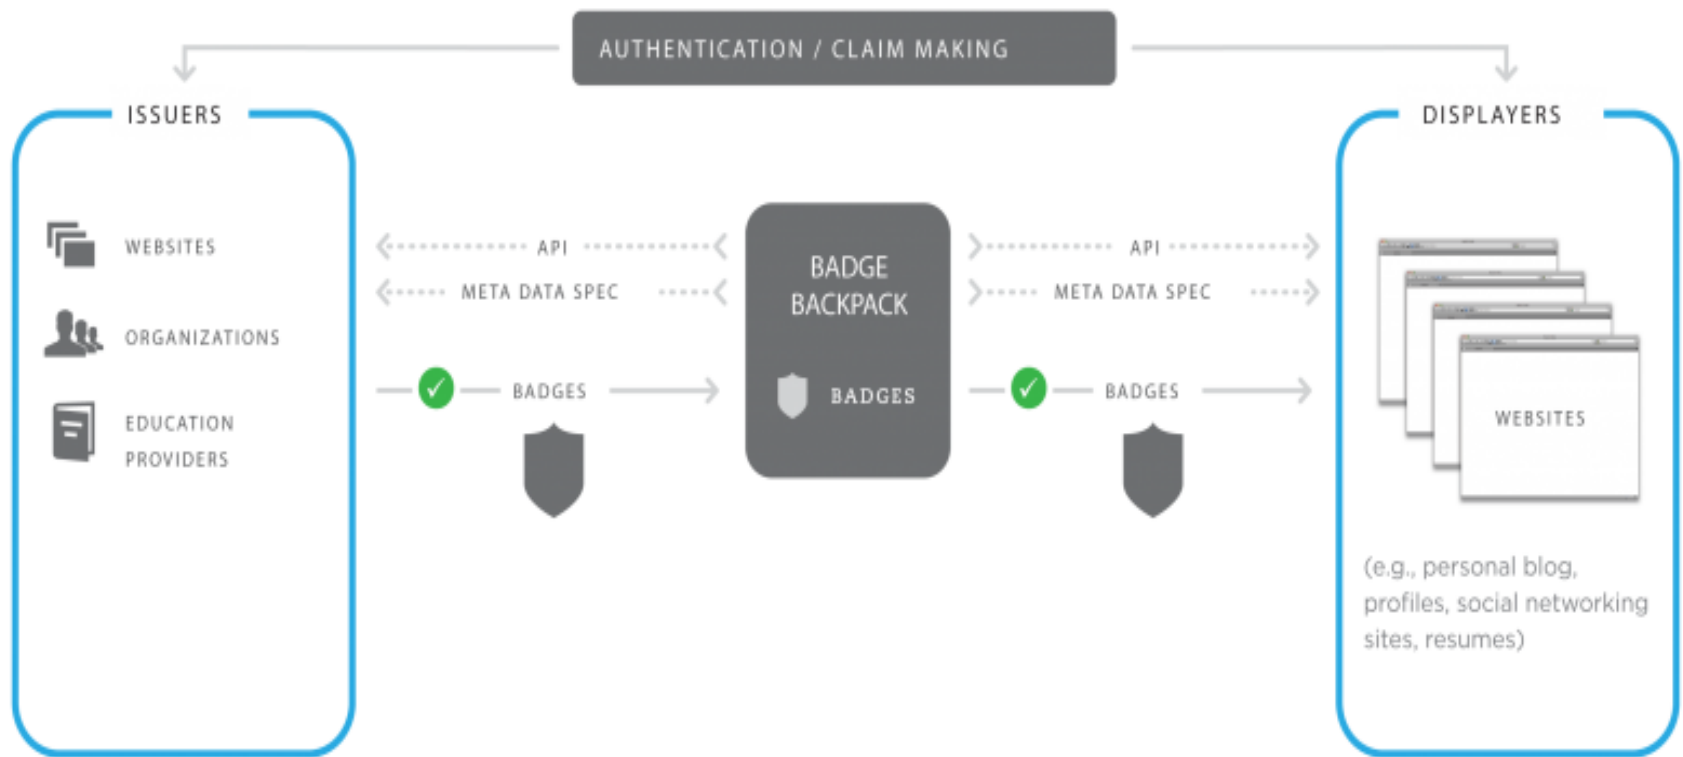 AUTHENTICATION / CLAIM MAKING
ISSUERS
WEBSITES
ORGANIZATIONS
EDUCATION
PROVIDERS
API
META DATA SPEC
BADGES
BADGE
BACKPACK
BADGES
API
META DATA SPEC
BADGES
DISPLAYERS
WEBSITES
(e.g., personal blog,
profiles, social networking
sites, resumes)